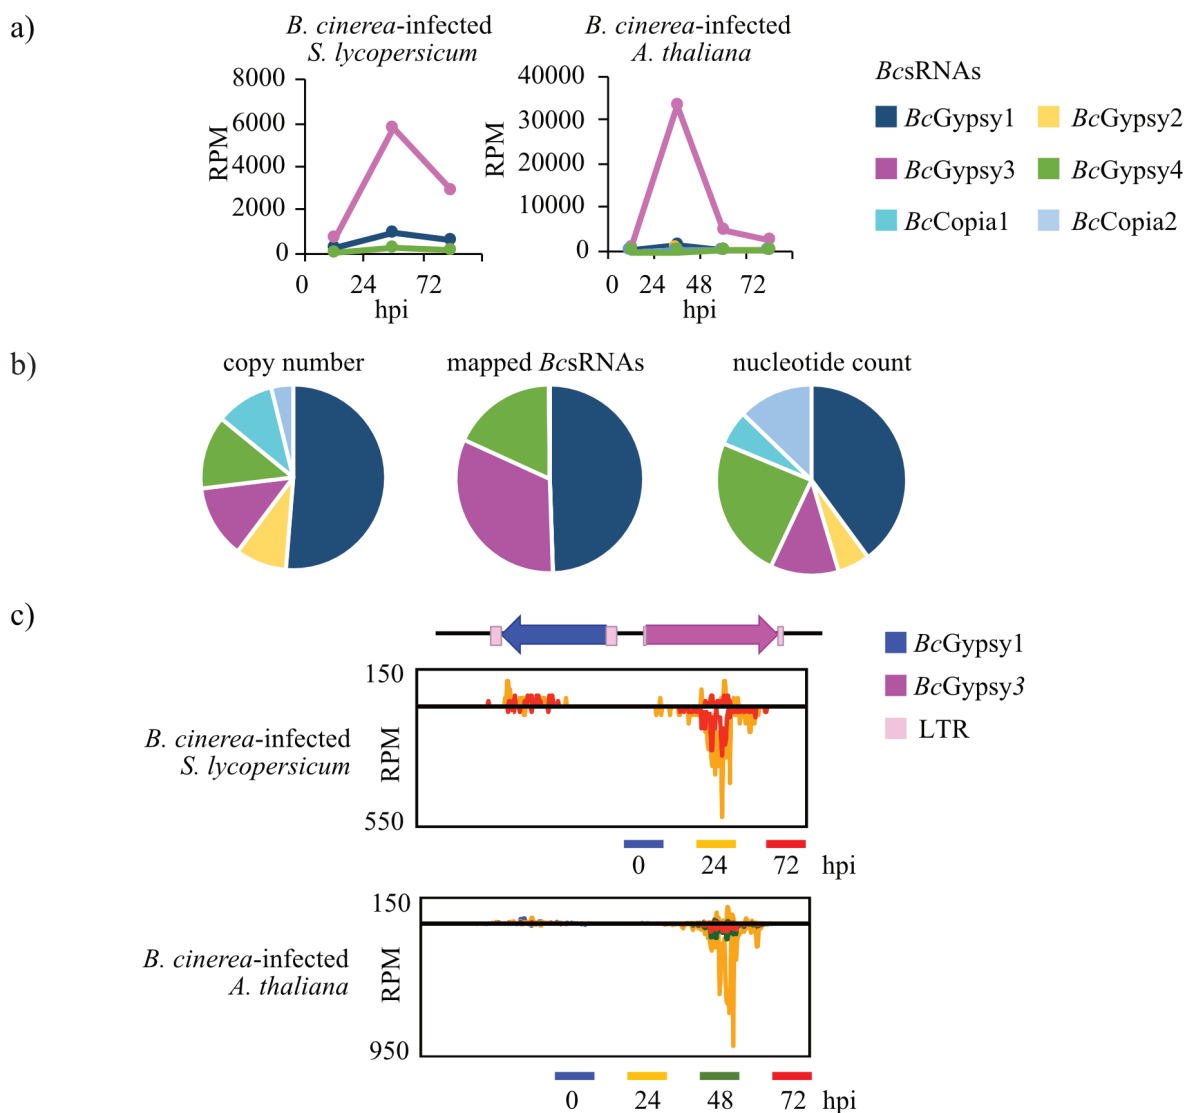 a)
B. cinerea-infected
S. lycopersicum
8000
6000
4000
2000
0
RPM
0 24 72
hpi
B. cinerea-infected
A. thaliana
40000
30000
20000
10000
0
RPM
0 24 48 72
hpi
BcsRNAs
BcGypsy1 BcGypsy2
BcGypsy3 BcGypsy4
BcCopia1 BcCopia2
b)
copy number mapped BcsRNAs nucleotide count
c)
BcGypsy1
BcGypsy3
LTR
B. cinerea-infected
S. lycopersicum
150
RPM
550
0 24 72 hpi
B. cinerea-infected
A. thaliana
150
RPM
950
0 24 48 72 hpi